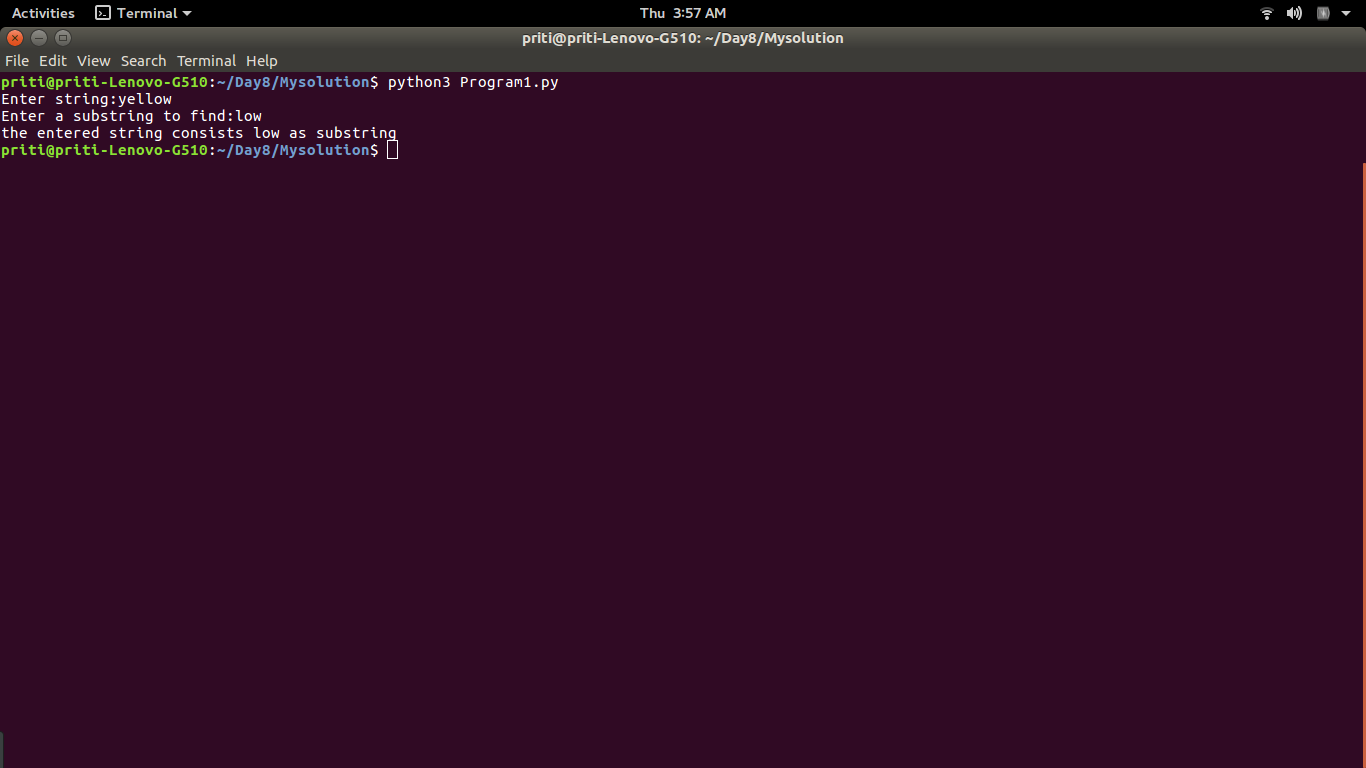 Activities Terminal Thu 3:57 AM
priti@priti-Lenovo-G510: ~/Day8/Mysolution
File Edit View Search Terminal Help
priti@priti-Lenovo-G510:~/Day8/Mysolution$ python3 Program1.py
Enter string:yellow
Enter a substring to find:low
the entered string consists low as substring
priti@priti-Lenovo-G510:~/Day8/Mysolution$